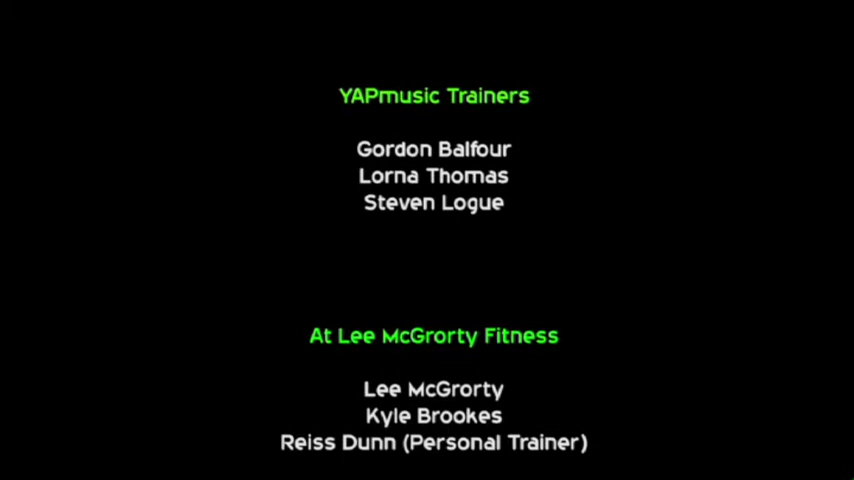 YAPmusic Trainers
Gordon Balfour
Lorna Thomas
Steven Logue
At Lee McGrorty Fitness
Lee McGrorty
Kyle Brookes
Reiss Dunn (Personal Trainer)